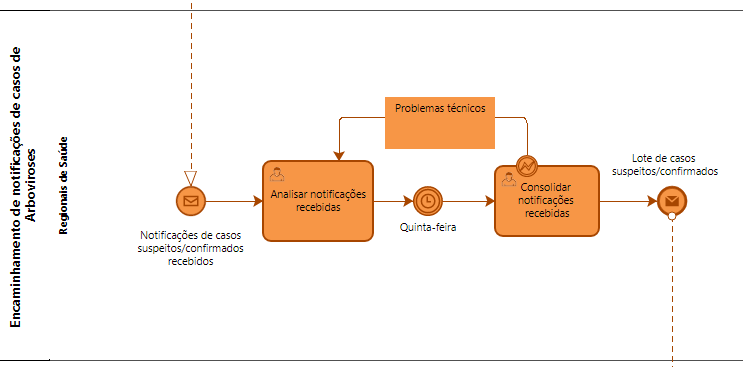 Encaminhamento de notificações de casos de
Arboviroses
Regionais de Saúde
Notificações de casos
suspeitos/confirmados
recebidos
Analisar notificações
recebidas
Problemas técnicos
Quinta-feira
Consolidar
notificações
recebidas
Lote de casos
suspeitos/confirmados